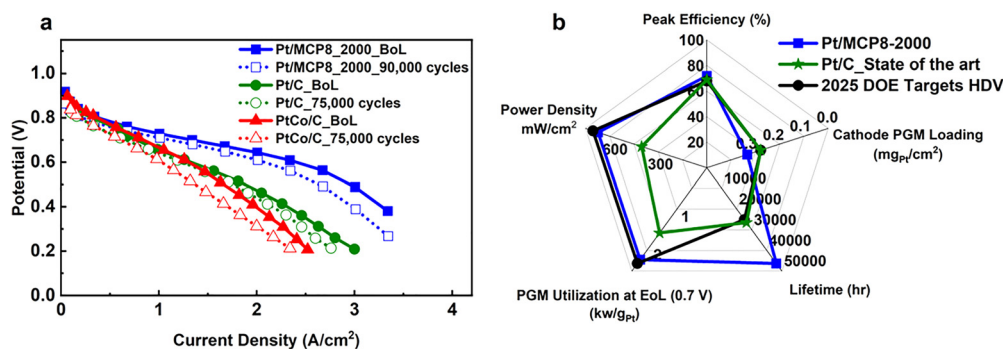 a
Pt/MCP8_2000_BoL
Pt/MCP8_2000_90,000 cycles
Pt/C_BoL
Pt/C_75,000 cycles
PtCo/C_BoL
PtCo/C_75,000 cycles
1.0
0.8
0.6
0.4
0.2
0.0
Potential (V)
0
1
2
3
4
Current Density (A/cm²)
b
Peak Efficiency (%)
Pt/MCP8-2000
Pt/C_State of the art
2025 DOE Targets HDV
100
80
60
40
20
Power Density
mW/cm²
600
300
0.3
0.2
0.1
0.0
Cathode PGM Loading
(mgPt/cm²)
10000
20000
30000
40000
50000
Lifetime (hr)
1
2
PGM Utilization at EoL (0.7 V)
(kw/gPt)